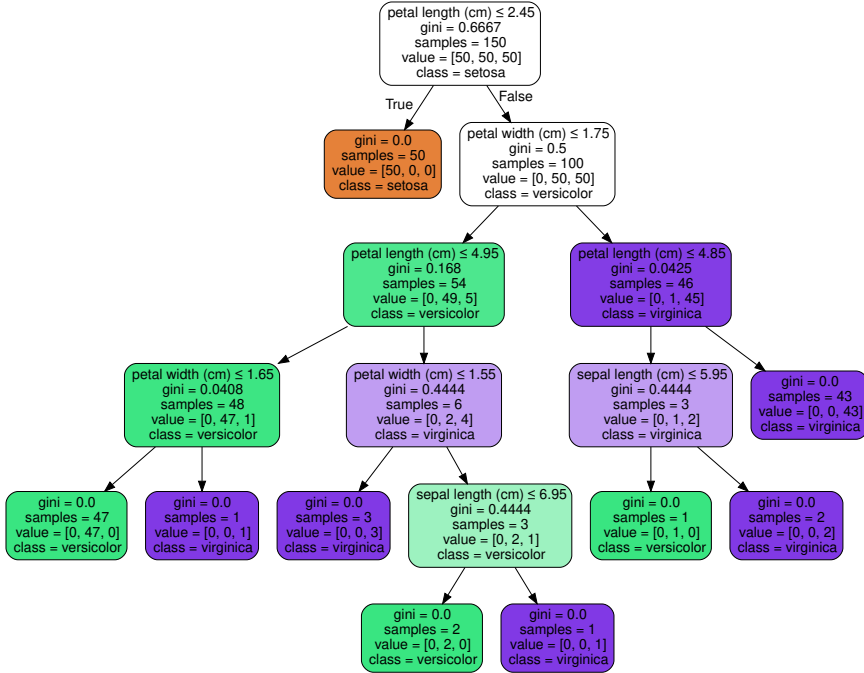 petal length (cm) ≤ 2.45
gini = 0.6667
samples = 150
value = [50, 50, 50]
class = setosa
True
False
gini = 0.0
samples = 50
value = [50, 0, 0]
class = setosa
petal width (cm) ≤ 1.75
gini = 0.5
samples = 100
value = [0, 50, 50]
class = versicolor
petal length (cm) ≤ 4.95
gini = 0.168
samples = 54
value = [0, 49, 5]
class = versicolor
petal length (cm) ≤ 4.85
gini = 0.0425
samples = 46
value = [0, 1, 45]
class = virginica
petal width (cm) ≤ 1.65
gini = 0.0408
samples = 48
value = [0, 47, 1]
class = versicolor
petal width (cm) ≤ 1.55
gini = 0.4444
samples = 6
value = [0, 2, 4]
class = virginica
sepal length (cm) ≤ 5.95
gini = 0.4444
samples = 3
value = [0, 1, 2]
class = virginica
gini = 0.0
samples = 43
value = [0, 0, 43]
class = virginica
gini = 0.0
samples = 47
value = [0, 47, 0]
class = versicolor
gini = 0.0
samples = 1
value = [0, 0, 1]
class = virginica
gini = 0.0
samples = 3
value = [0, 0, 3]
class = virginica
sepal length (cm) ≤ 6.95
gini = 0.4444
samples = 3
value = [0, 2, 1]
class = versicolor
gini = 0.0
samples = 1
value = [0, 1, 0]
class = versicolor
gini = 0.0
samples = 2
value = [0, 0, 2]
class = virginica
gini = 0.0
samples = 2
value = [0, 2, 0]
class = versicolor
gini = 0.0
samples = 1
value = [0, 0, 1]
class = virginica